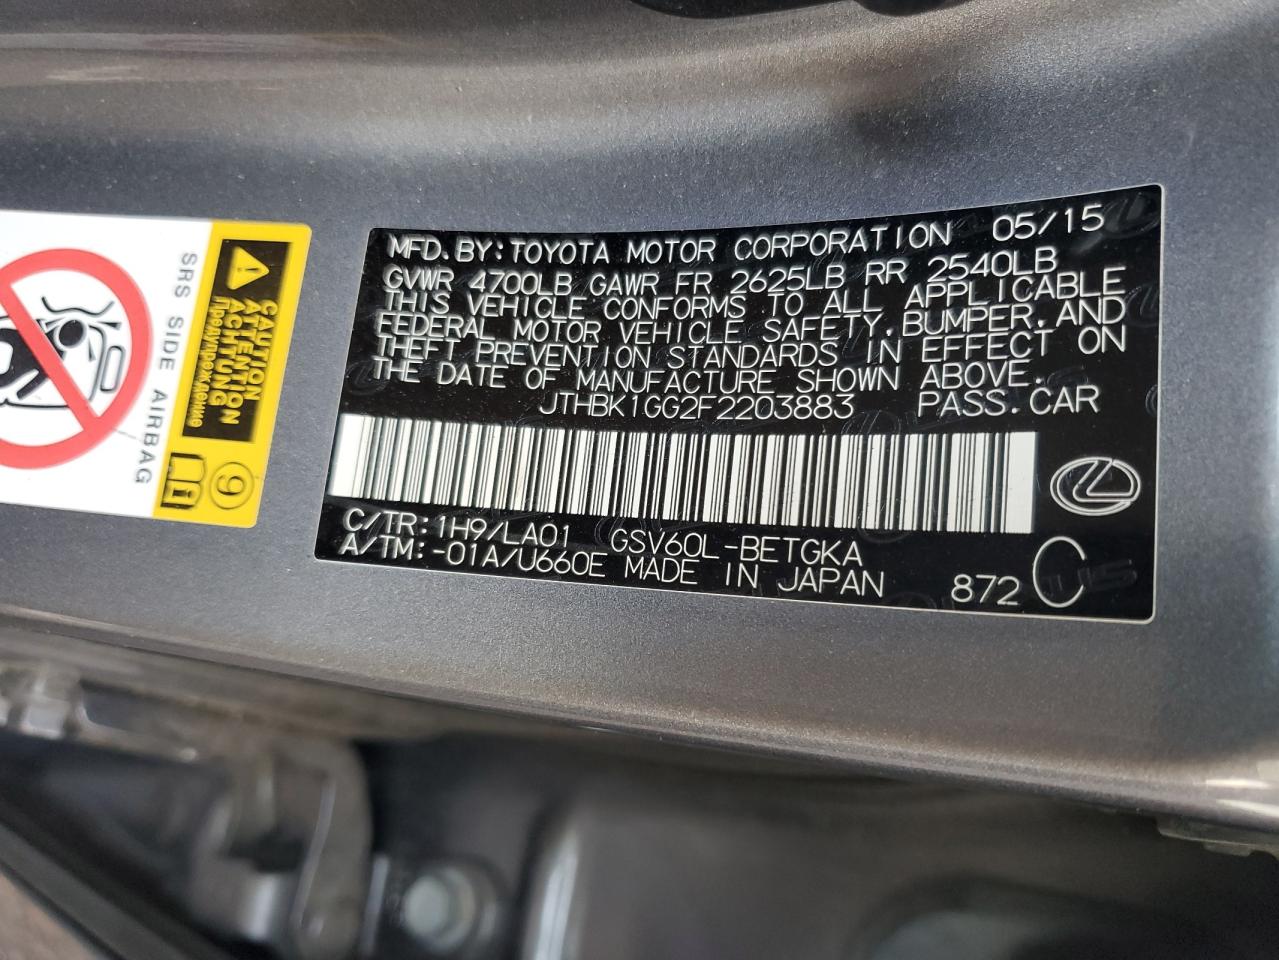 MFD.BY:TOYOTA MOTOR CORPORATION 05/15
GVWR 4700LB GAWR FR 2625LB RR 2540LB
THIS VEHICLE CONFORMS TO ALL APPLICABLE
FEDERAL MOTOR VEHICLE SAFETY,BUMPER,AND
THEFT PREVENTION STANDARDS IN EFFECT ON
THE DATE OF MANUFACTURE SHOWN ABOVE.
JTHBK1GG2F2203883 PASS.CAR
C/TR:1H9/LA01 GSV60L-BETGKA
A/TM:-01A/U660E MADE IN JAPAN 872 C
CAUTION
ATTENTION
ACHTUNG
Предупреждение
9
SRS SIDE AIRBAG